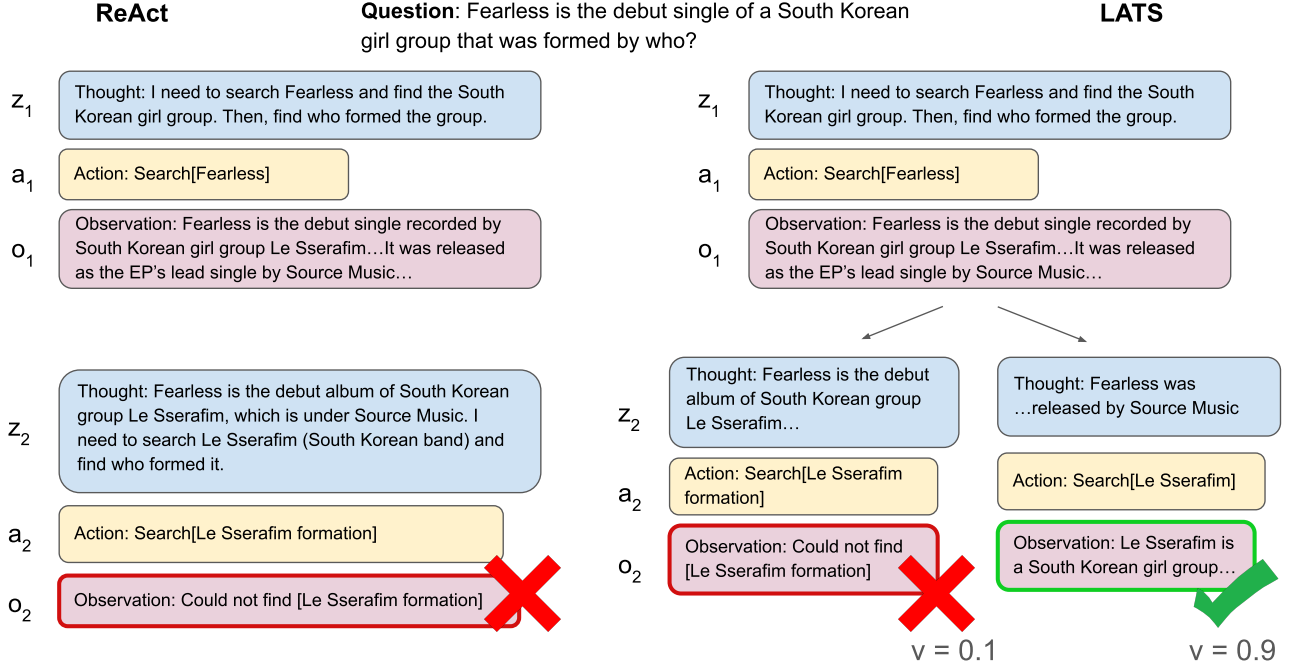 ReAct
Question: Fearless is the debut single of a South Korean
girl group that was formed by who?
LATS
z1
Thought: I need to search Fearless and find the South
Korean girl group. Then, find who formed the group.
a1
Action: Search[Fearless]
o1
Observation: Fearless is the debut single recorded by
South Korean girl group Le Sserafim…It was released
as the EP’s lead single by Source Music…
z2
Thought: Fearless is the debut album of South Korean
group Le Sserafim, which is under Source Music. I
need to search Le Sserafim (South Korean band) and
find who formed it.
a2
Action: Search[Le Sserafim formation]
o2
Observation: Could not find [Le Sserafim formation]
z1
Thought: I need to search Fearless and find the South
Korean girl group. Then, find who formed the group.
a1
Action: Search[Fearless]
o1
Observation: Fearless is the debut single recorded by
South Korean girl group Le Sserafim…It was released
as the EP’s lead single by Source Music…
z2
Thought: Fearless is the debut
album of South Korean group
Le Sserafim…
a2
Action: Search[Le Sserafim
formation]
o2
Observation: Could not find
[Le Sserafim formation]
v = 0.1
Thought: Fearless was
…released by Source Music
Action: Search[Le Sserafim]
Observation: Le Sserafim is
a South Korean girl group…
v = 0.9